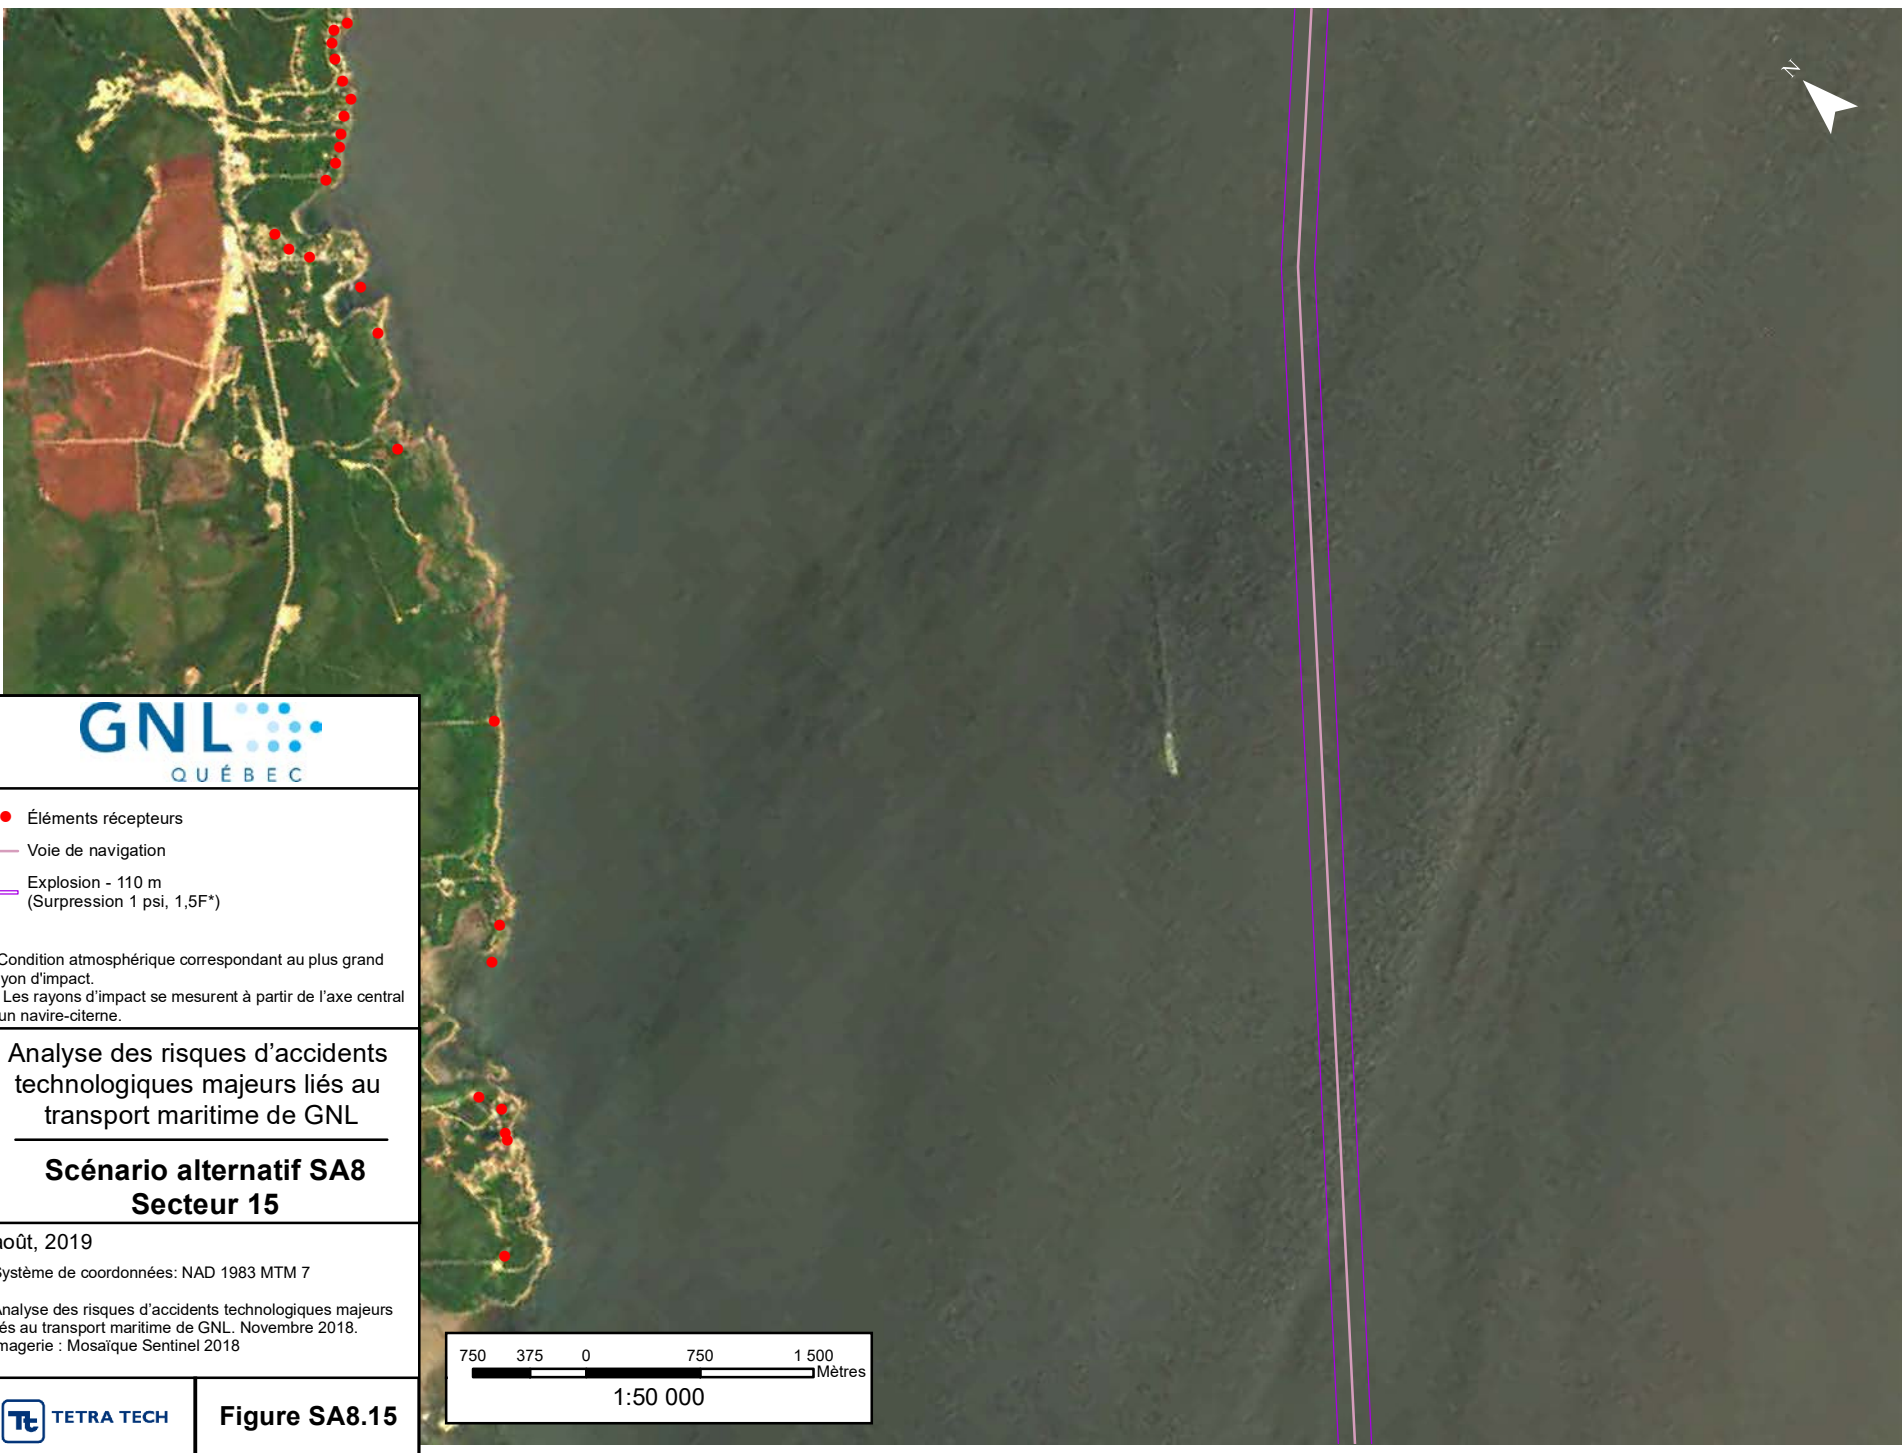 N
GNL
QUÉBEC
Éléments récepteurs
Voie de navigation
Explosion - 110 m
(Surpression 1 psi, 1,5F*)
Condition atmosphérique correspondant au plus grand
yon d'impact.
Les rayons d’impact se mesurent à partir de l’axe central
un navire-citerne.
Analyse des risques d’accidents
technologiques majeurs liés au
transport maritime de GNL
Scénario alternatif SA8
Secteur 15
août, 2019
Système de coordonnées: NAD 1983 MTM 7
Analyse des risques d’accidents technologiques majeurs
és au transport maritime de GNL. Novembre 2018.
magerie : Mosaïque Sentinel 2018
Tt TETRA TECH
Figure SA8.15
750 375 0 750 1 500
Mètres
1:50 000